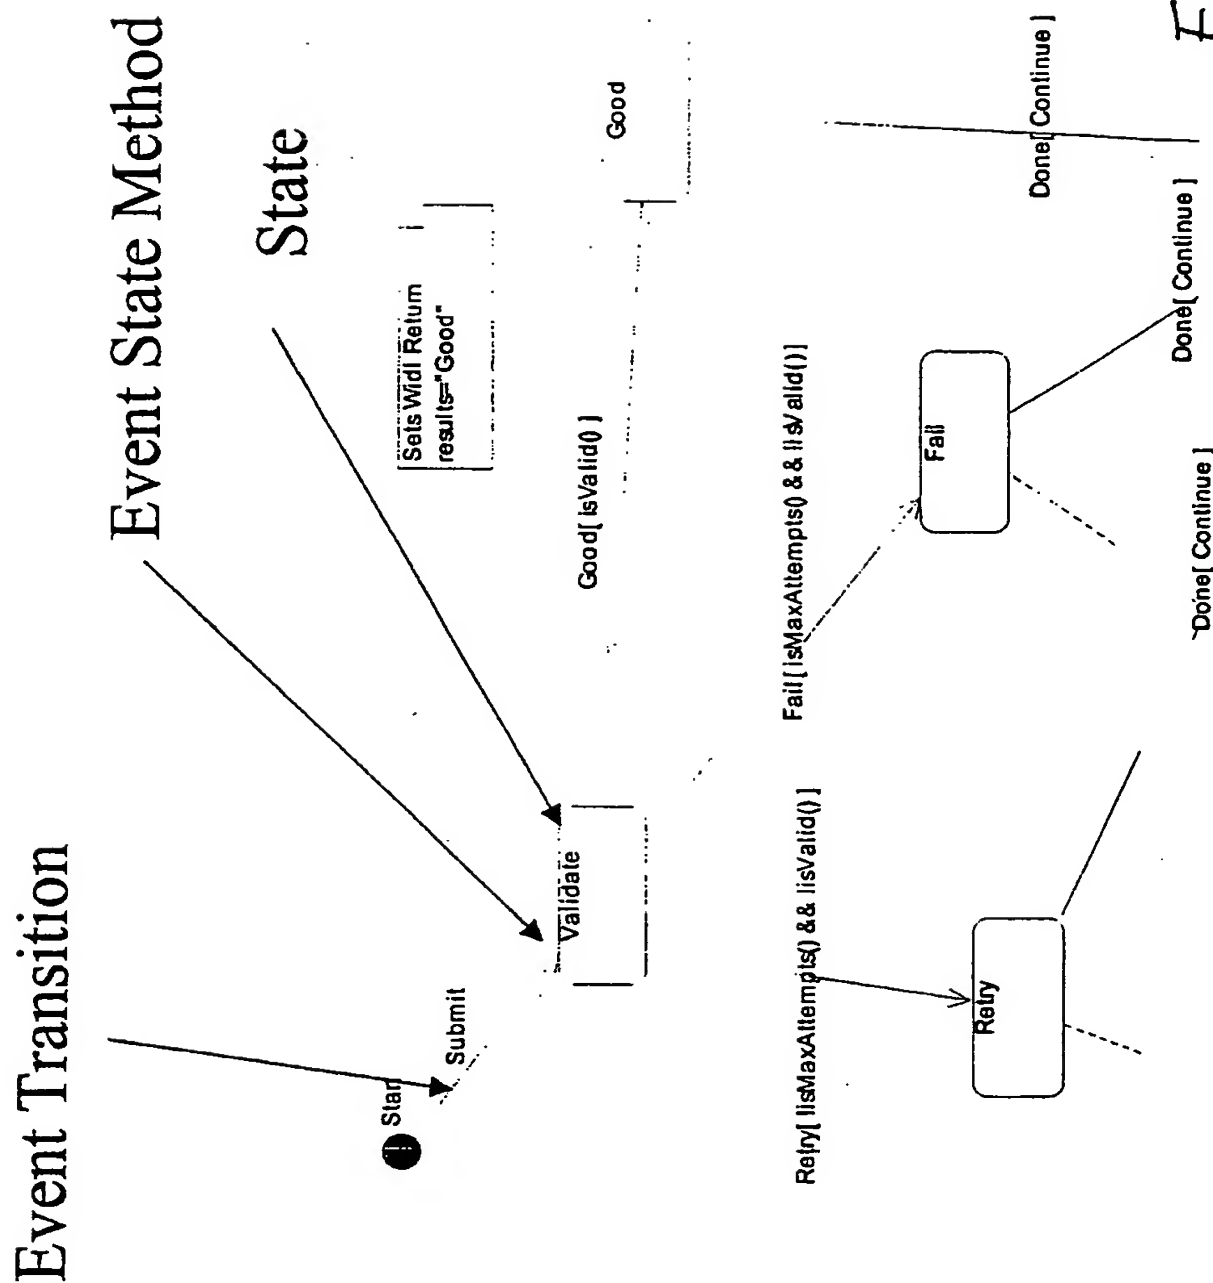 Event Transition
Event State Method
State
Start
Submit
Validate
Sets Widl Return
results="Good"
Good[ isValid() ]
Good
Retry[ !isMaxAttempts() && !isValid() ]
Fail[ isMaxAttempts() && !isValid() ]
Retry
Fail
Done[ Continue ]
Done[ Continue ]
Done[ Continue ]